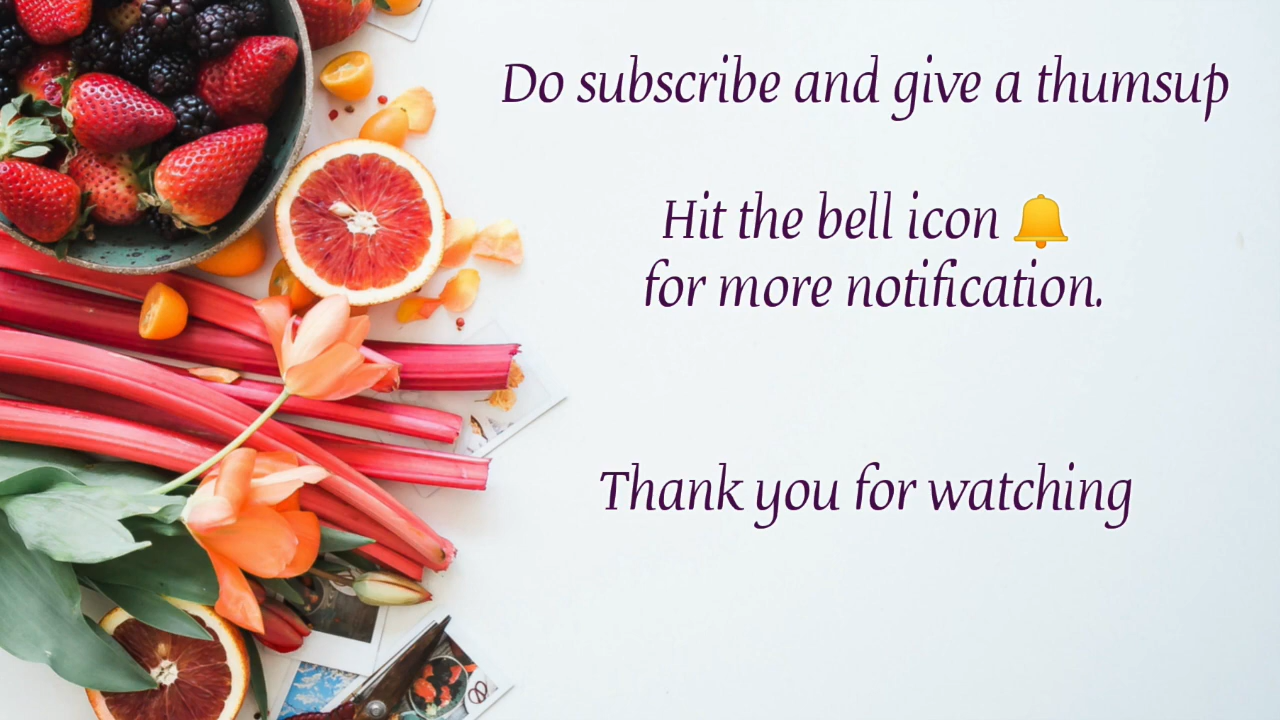 Do subscribe and give a thumsup
Hit the bell icon 🔔
for more notification.
Thank you for watching